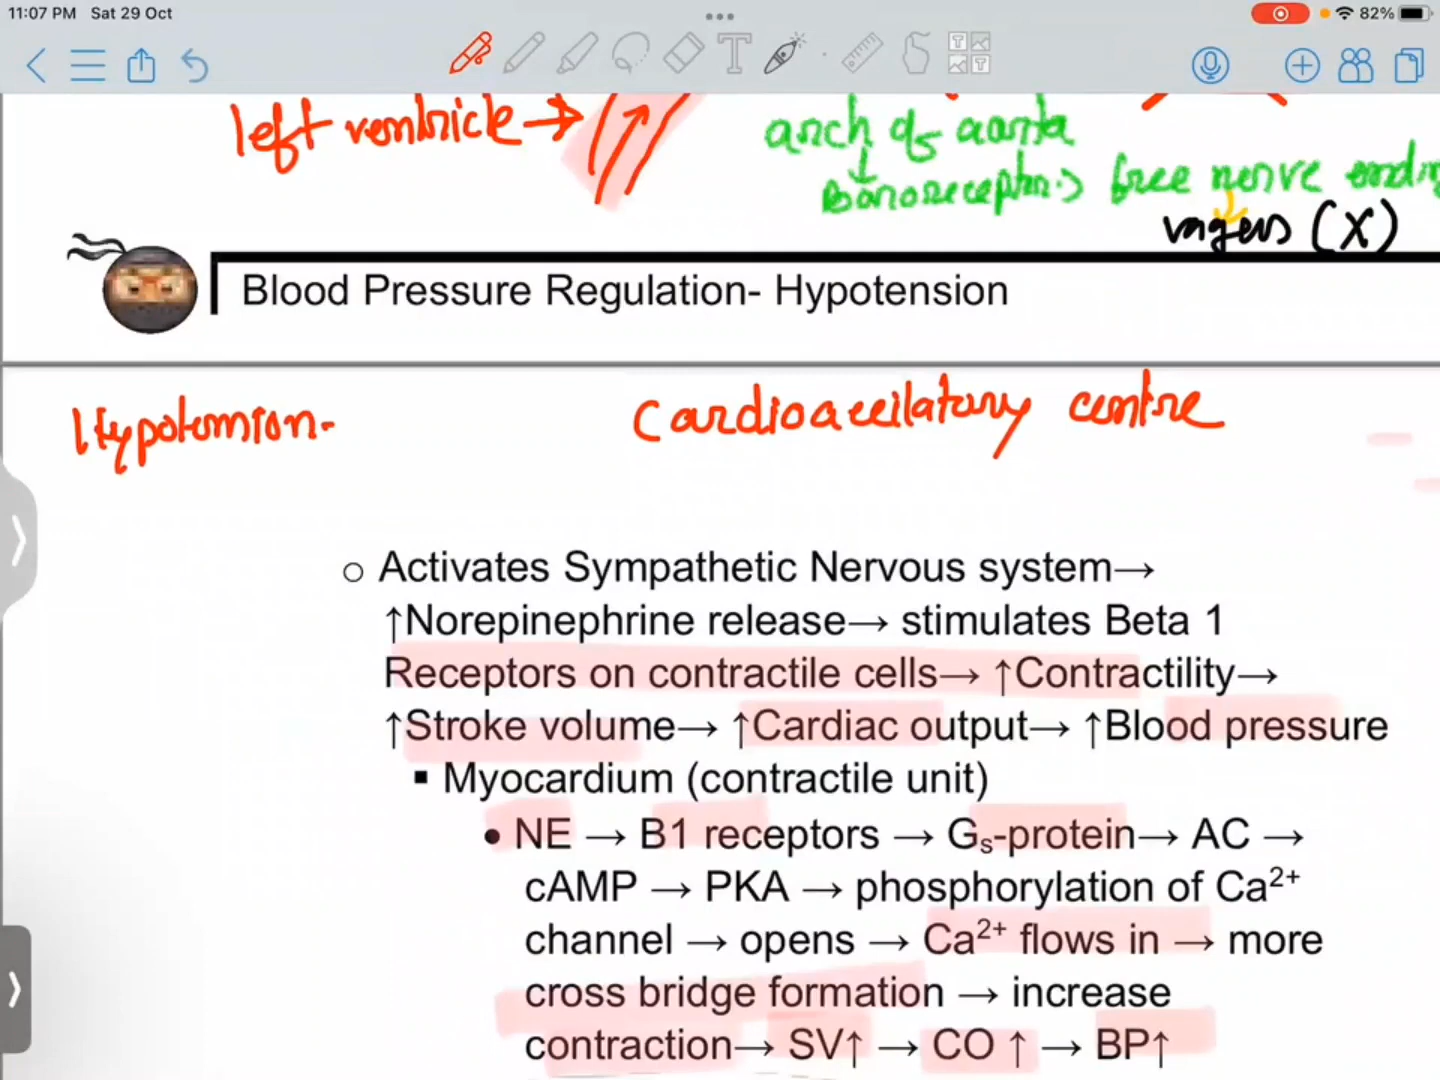 11:07 PM Sat 29 Oct
82%
left ventricle →
arch of aorta
Baroreceptors free nerve
vagus (X)
Blood Pressure Regulation- Hypotension
Hypotension.
Cardioaccilatory centre
○ Activates Sympathetic Nervous system→
↑Norepinephrine release→ stimulates Beta 1
Receptors on contractile cells→ ↑Contractility→
↑Stroke volume→ ↑Cardiac output→ ↑Blood pressure
▪ Myocardium (contractile unit)
• NE → B1 receptors → Gₛ-protein→ AC →
cAMP → PKA → phosphorylation of Ca²⁺
channel → opens → Ca²⁺ flows in → more
cross bridge formation → increase
contraction→ SV↑ → CO ↑ → BP↑